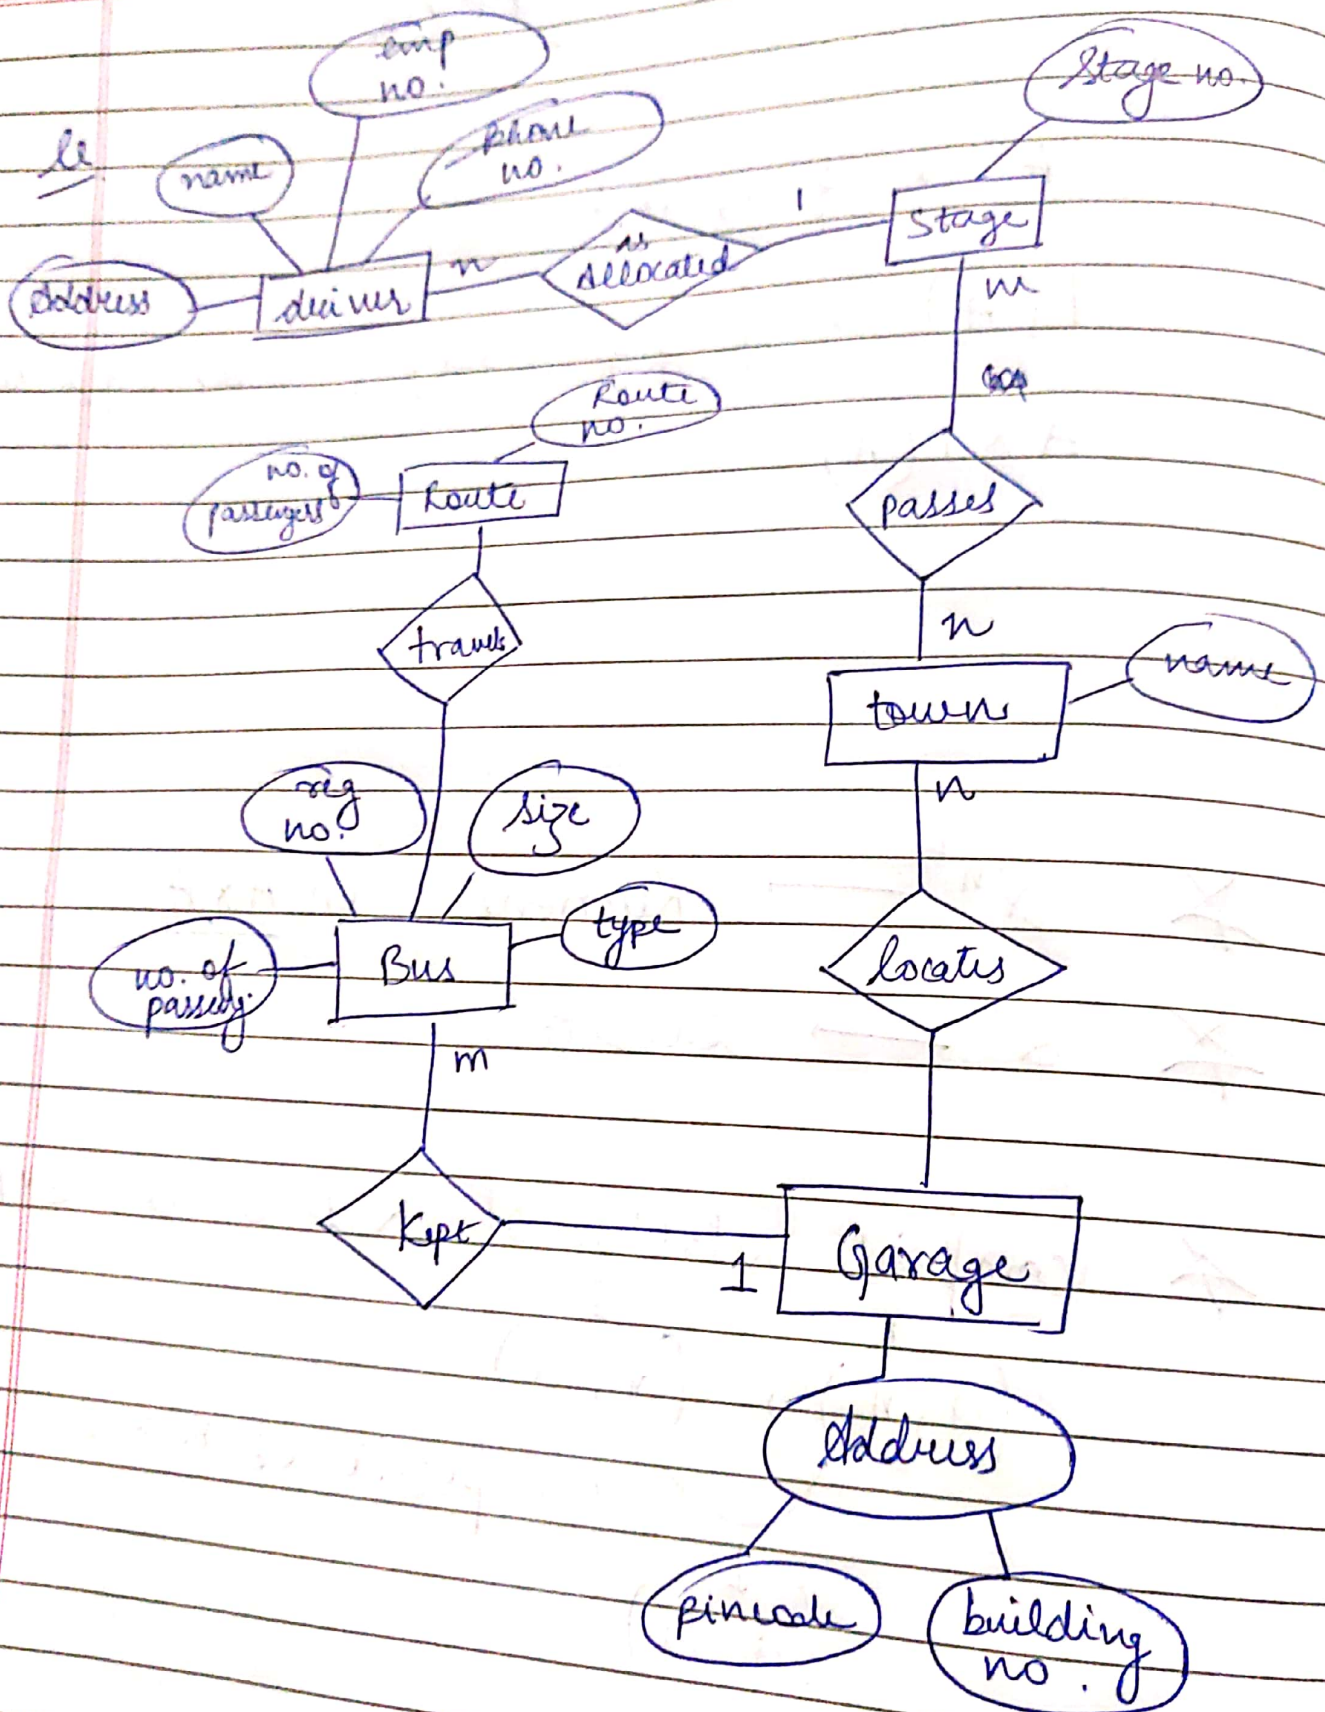 emp
no.
Stage no.
phone
no.
name
1
Stage
is
Allocated
n
Address
driver
m
Route
no.
no. of
passengers
Route
passes
travels
n
name
town
n
reg
no.
size
type
Bus
no. of
passeng.
locates
m
Kept
1
Garage
Address
pincode
building
no.